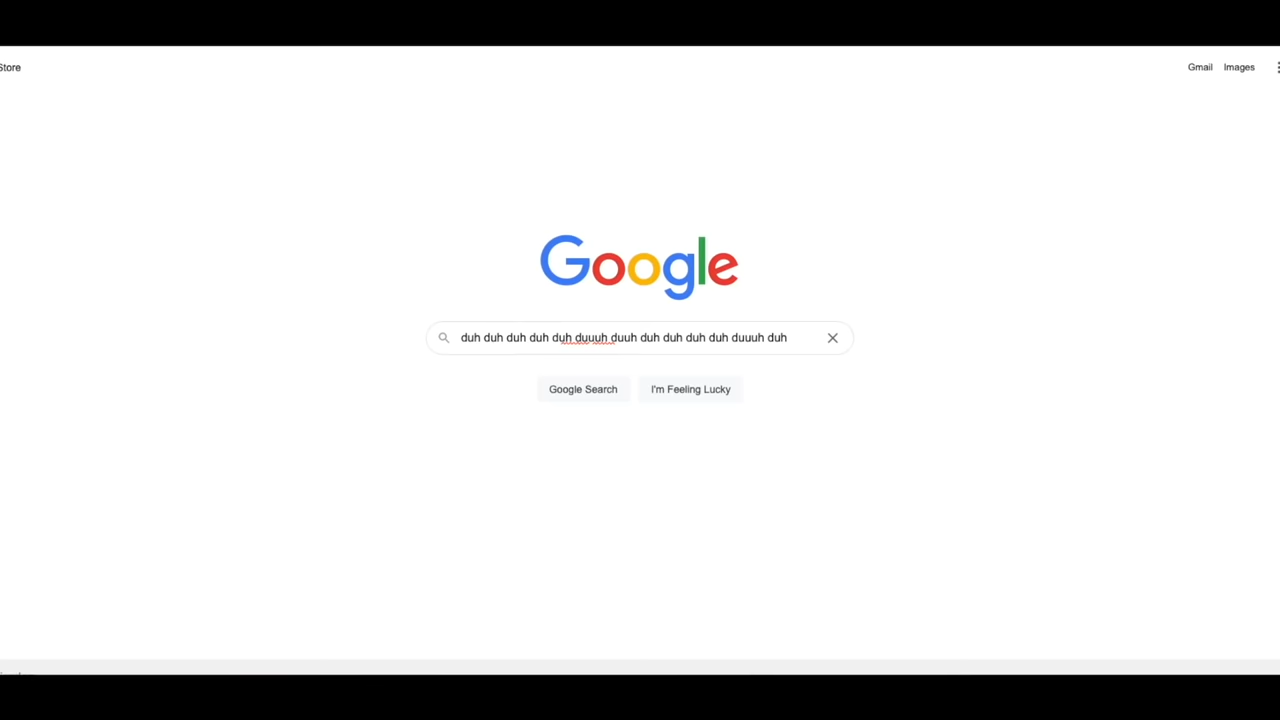 Store
Gmail Images
Google
duh duh duh duh duh duuuh duuh duh duh duh duh duuuh duh
Google Search I'm Feeling Lucky